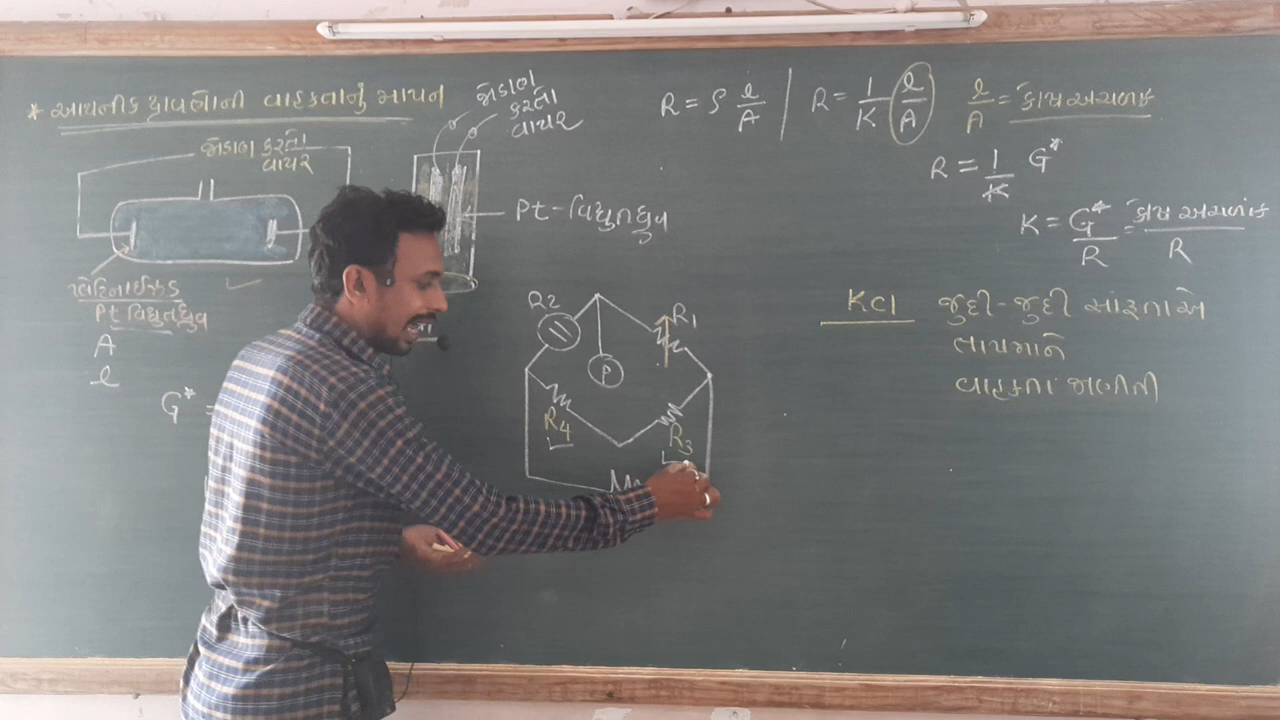 * આયનીક દ્રાવણોની વાહકતાનું માપન
જોડાણ
કરતા
વાયર
જોડાણ કરતા
વાયર
Pt-વિદ્યુતધ્રુવ
પ્લેટિનાઈઝ્ડ
Pt વિદ્યુતધ્રુવ
A
l
G* =
R2
R1
P
R4
R3
R = ρ l/A | R = 1/K l/A
l/A = કોષ અચળાંક
R = 1/K G*
K = G*/R = કોષ અચળાંક/R
KCl જુદી-જુદી સાંદ્રતાએ
તાપમાને
વાહકતા જાણીતી